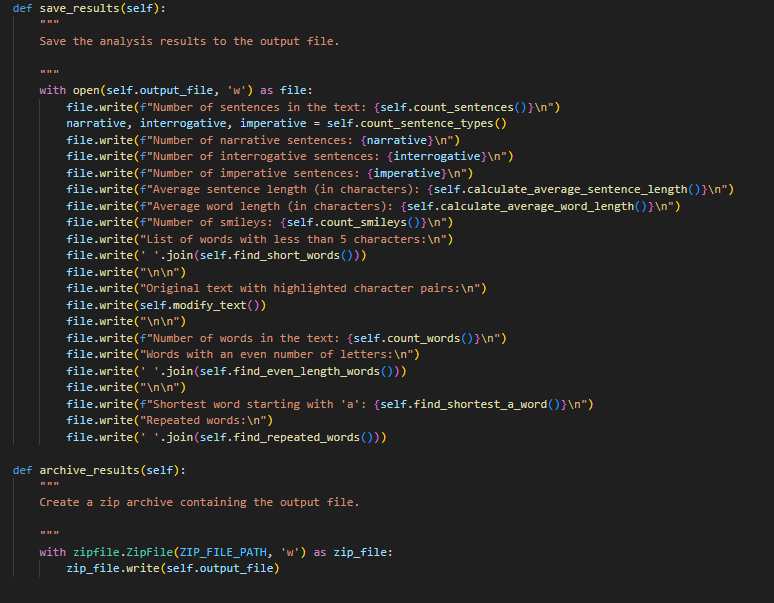 def save_results(self):
"""
Save the analysis results to the output file.
"""
with open(self.output_file, 'w') as file:
file.write(f"Number of sentences in the text: {self.count_sentences()}\n")
narrative, interrogative, imperative = self.count_sentence_types()
file.write(f"Number of narrative sentences: {narrative}\n")
file.write(f"Number of interrogative sentences: {interrogative}\n")
file.write(f"Number of imperative sentences: {imperative}\n")
file.write(f"Average sentence length (in characters): {self.calculate_average_sentence_length()}\n")
file.write(f"Average word length (in characters): {self.calculate_average_word_length()}\n")
file.write(f"Number of smileys: {self.count_smileys()}\n")
file.write("List of words with less than 5 characters:\n")
file.write(' '.join(self.find_short_words()))
file.write("\n\n")
file.write("Original text with highlighted character pairs:\n")
file.write(self.modify_text())
file.write("\n\n")
file.write(f"Number of words in the text: {self.count_words()}\n")
file.write("Words with an even number of letters:\n")
file.write(' '.join(self.find_even_length_words()))
file.write("\n\n")
file.write(f"Shortest word starting with 'a': {self.find_shortest_a_word()}\n")
file.write("Repeated words:\n")
file.write(' '.join(self.find_repeated_words()))
def archive_results(self):
"""
Create a zip archive containing the output file.
"""
with zipfile.ZipFile(ZIP_FILE_PATH, 'w') as zip_file:
zip_file.write(self.output_file)